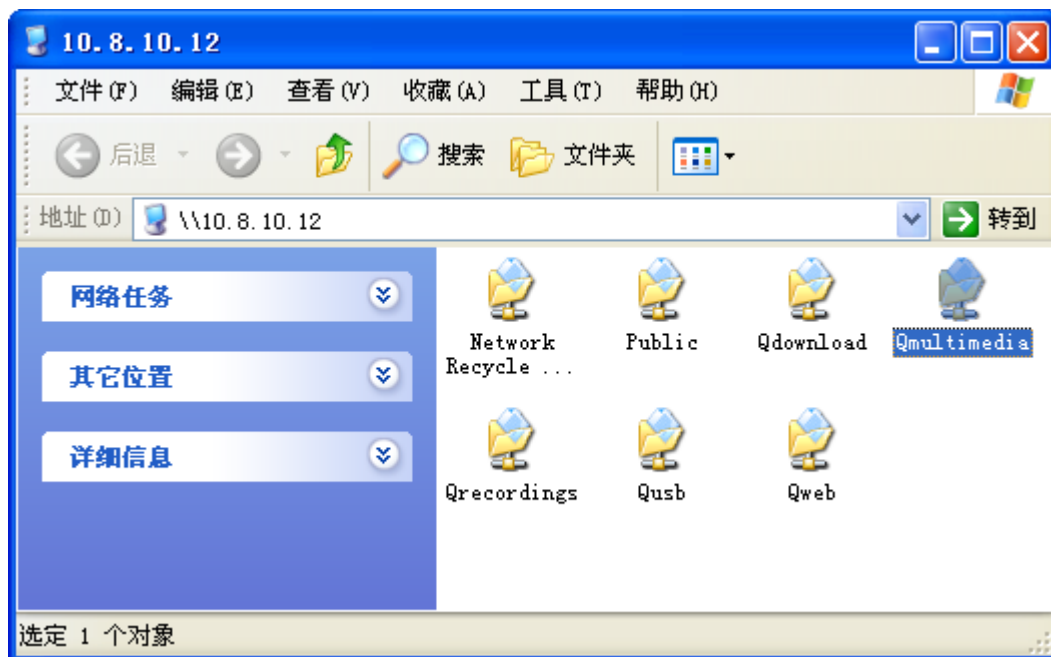 10.8.10.12
文件(F) 编辑(E) 查看(V) 收藏(A) 工具(T) 帮助(H)
后退 搜索 文件夹
地址(D) \\10.8.10.12 转到
网络任务
其它位置
详细信息
Network Recycle ...
Public
Qdownload
Qmultimedia
Qrecordings
Qusb
Qweb
选定 1 个对象